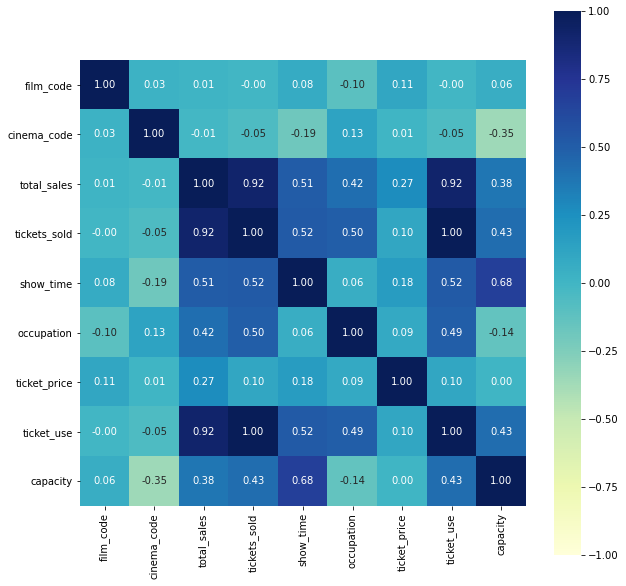 film_code 1.00 0.03 0.01 -0.00 0.08 -0.10 0.11 -0.00 0.06
cinema_code 0.03 1.00 -0.01 -0.05 -0.19 0.13 0.01 -0.05 -0.35
total_sales 0.01 -0.01 1.00 0.92 0.51 0.42 0.27 0.92 0.38
tickets_sold -0.00 -0.05 0.92 1.00 0.52 0.50 0.10 1.00 0.43
show_time 0.08 -0.19 0.51 0.52 1.00 0.06 0.18 0.52 0.68
occupation -0.10 0.13 0.42 0.50 0.06 1.00 0.09 0.49 -0.14
ticket_price 0.11 0.01 0.27 0.10 0.18 0.09 1.00 0.10 0.00
ticket_use -0.00 -0.05 0.92 1.00 0.52 0.49 0.10 1.00 0.43
capacity 0.06 -0.35 0.38 0.43 0.68 -0.14 0.00 0.43 1.00
film_code
cinema_code
total_sales
tickets_sold
show_time
occupation
ticket_price
ticket_use
capacity
1.00
0.75
0.50
0.25
0.00
-0.25
-0.50
-0.75
-1.00